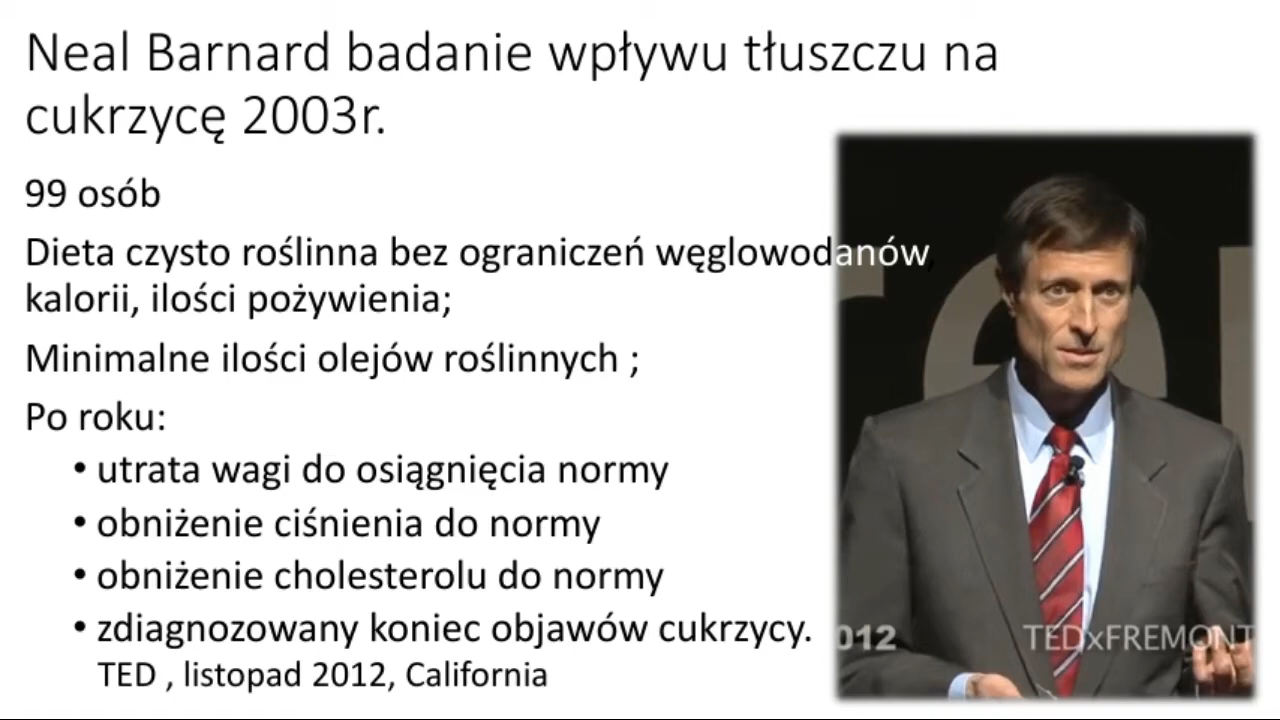 Neal Barnard badanie wpływu tłuszczu na
cukrzycę 2003r.
99 osób
Dieta czysto roślinna bez ograniczeń węglowodanów,
kalorii, ilości pożywienia;
Minimalne ilości olejów roślinnych ;
Po roku:
• utrata wagi do osiągnięcia normy
• obniżenie ciśnienia do normy
• obniżenie cholesterolu do normy
• zdiagnozowany koniec objawów cukrzycy.
TED , listopad 2012, California
012 TEDxFREMONT